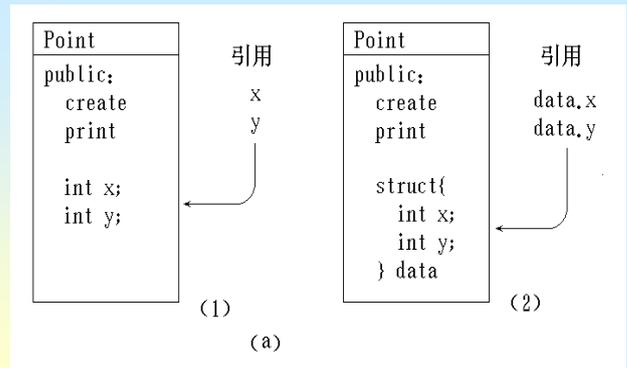 Point
public:
create
print
int x;
int y;
引用
x
y
(1)
Point
public:
create
print
struct{
int x;
int y;
} data
引用
data.x
data.y
(2)
(a)